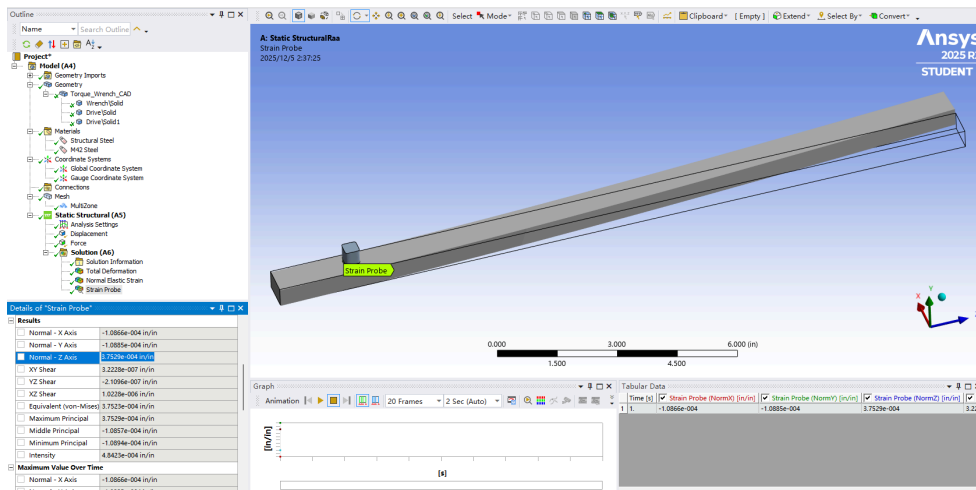 Outline
Name Search Outline
Project*
Model (A4)
Geometry Imports
Geometry
Torque_Wrench_CAD
Wrench\Solid
Drive\Solid
Drive\Solid1
Materials
Structural Steel
M42 Steel
Coordinate Systems
Global Coordinate System
Gauge Coordinate System
Connections
Mesh
MultiZone
Static Structural (A5)
Analysis Settings
Displacement
Force
Solution (A6)
Solution Information
Total Deformation
Normal Elastic Strain
Strain Probe
Details of "Strain Probe"
Results
Normal - X Axis -1.0866e-004 in/in
Normal - Y Axis -1.0885e-004 in/in
Normal - Z Axis 3.7529e-004 in/in
XY Shear 3.2228e-007 in/in
YZ Shear -2.1096e-007 in/in
XZ Shear 1.0228e-006 in/in
Equivalent (von-Mises) 3.7523e-004 in/in
Maximum Principal 3.7529e-004 in/in
Middle Principal -1.0857e-004 in/in
Minimum Principal -1.0894e-004 in/in
Intensity 4.8423e-004 in/in
Maximum Value Over Time
Normal - X Axis -1.0866e-004 in/in
Select Mode Clipboard [ Empty ] Extend Select By Convert
A: Static StructuralRaa
Strain Probe
2025/12/5 2:37:25
Ansys
2025 R
STUDENT
Strain Probe
0.000 3.000 6.000 (in)
1.500 4.500
X
Y
Graph
Animation 20 Frames 2 Sec (Auto)
[in/in]
[s]
Tabular Data
Time [s] Strain Probe (NormX) [in/in] Strain Probe (NormY) [in/in] Strain Probe (NormZ) [in/in]
1 1. -1.0866e-004 -1.0885e-004 3.7529e-004 3.22